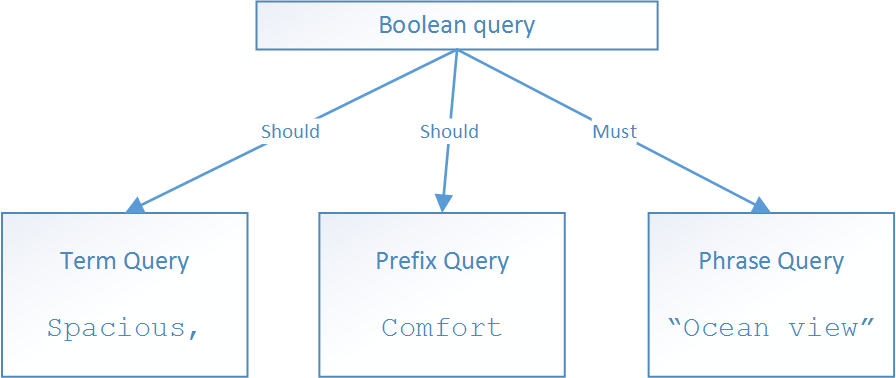 Boolean query
Should
Should
Must
Term Query
Spacious,
Prefix Query
Comfort
Phrase Query
“Ocean view”